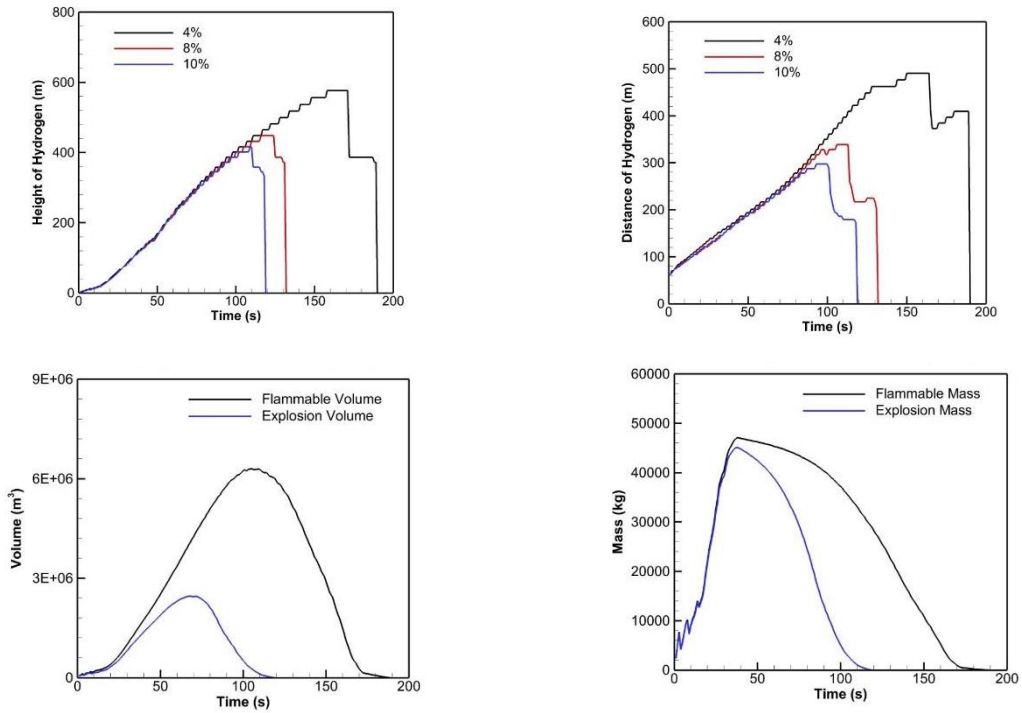 800
600
400
200
0
Height of Hydrogen (m)
4%
8%
10%
0 50 100 150 200
Time (s)
600
500
400
300
200
100
0
Distance of Hydrogen (m)
4%
8%
10%
0 50 100 150 200
Time (s)
9E+06
6E+06
3E+06
0
Volume (m³)
Flammable Volume
Explosion Volume
0 50 100 150 200
Time (s)
60000
50000
40000
30000
20000
10000
0
Mass (kg)
Flammable Mass
Explosion Mass
0 50 100 150 200
Time (s)